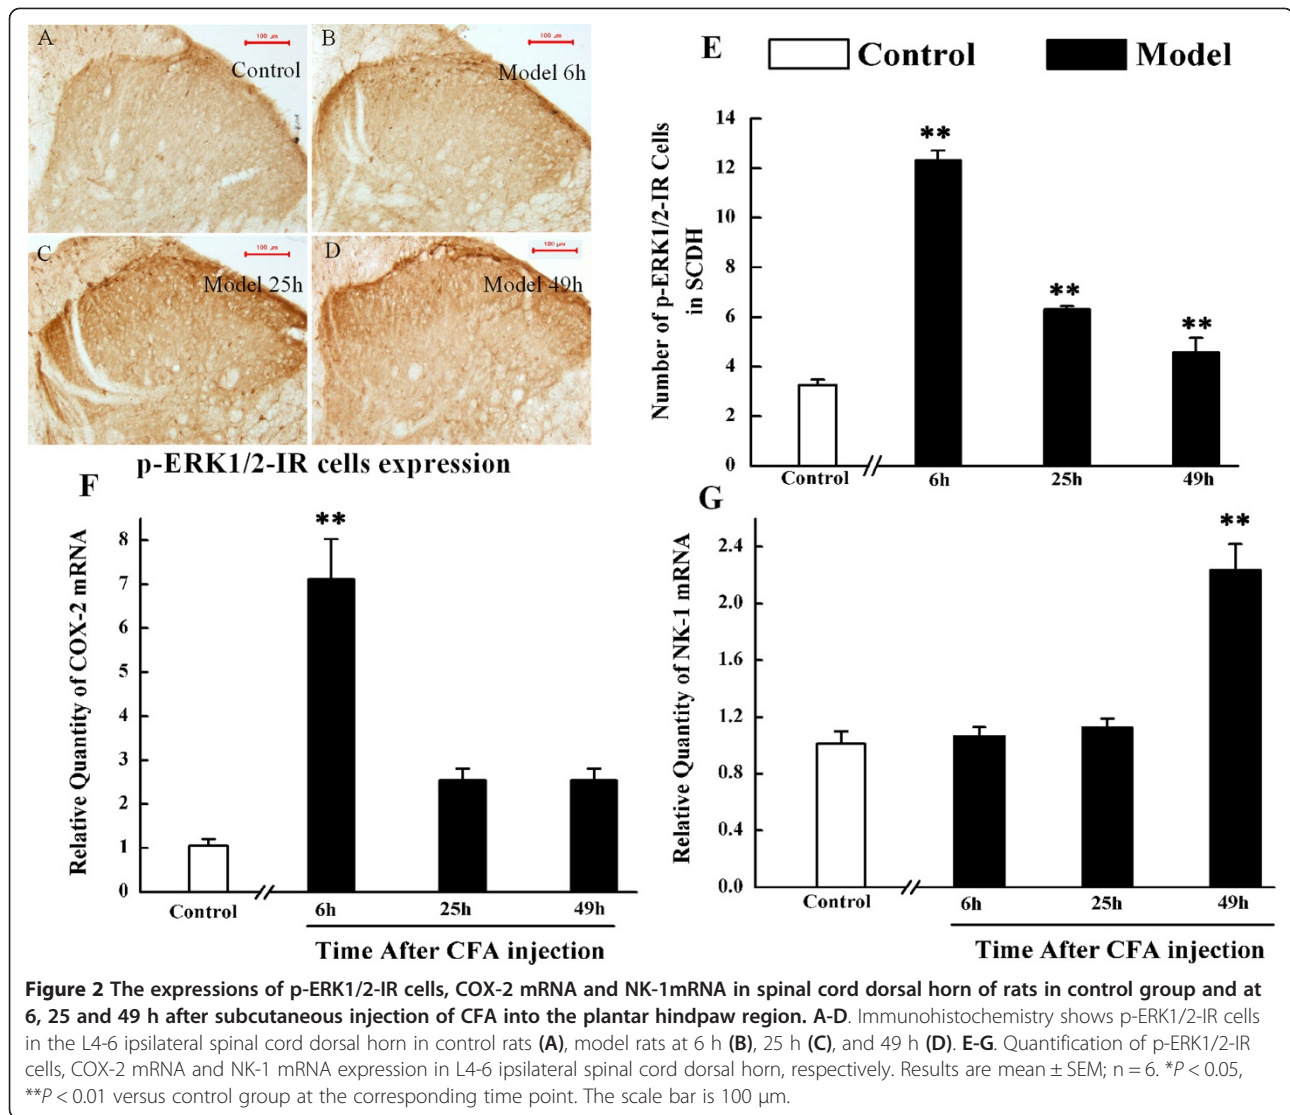 A
100 µm
Control
B
100 µm
Model 6h
C
100 µm
Model 25h
D
100 µm
Model 49h
p-ERK1/2-IR cells expression
E
Control
Model
Number of p-ERK1/2-IR Cells
in SCDH
14
12
10
8
6
4
2
0
**
**
**
Control
6h
25h
49h
F
Relative Quantity of COX-2 mRNA
8
7
6
5
4
3
2
1
0
**
Control
6h
25h
49h
Time After CFA injection
G
Relative Quantity of NK-1 mRNA
2.4
2.0
1.6
1.2
0.8
0.4
0.0
**
Control
6h
25h
49h
Time After CFA injection
Figure 2 The expressions of p-ERK1/2-IR cells, COX-2 mRNA and NK-1mRNA in spinal cord dorsal horn of rats in control group and at
6, 25 and 49 h after subcutaneous injection of CFA into the plantar hindpaw region. A-D. Immunohistochemistry shows p-ERK1/2-IR cells
in the L4-6 ipsilateral spinal cord dorsal horn in control rats (A), model rats at 6 h (B), 25 h (C), and 49 h (D). E-G. Quantification of p-ERK1/2-IR
cells, COX-2 mRNA and NK-1 mRNA expression in L4-6 ipsilateral spinal cord dorsal horn, respectively. Results are mean ± SEM; n = 6. *P < 0.05,
**P < 0.01 versus control group at the corresponding time point. The scale bar is 100 μm.